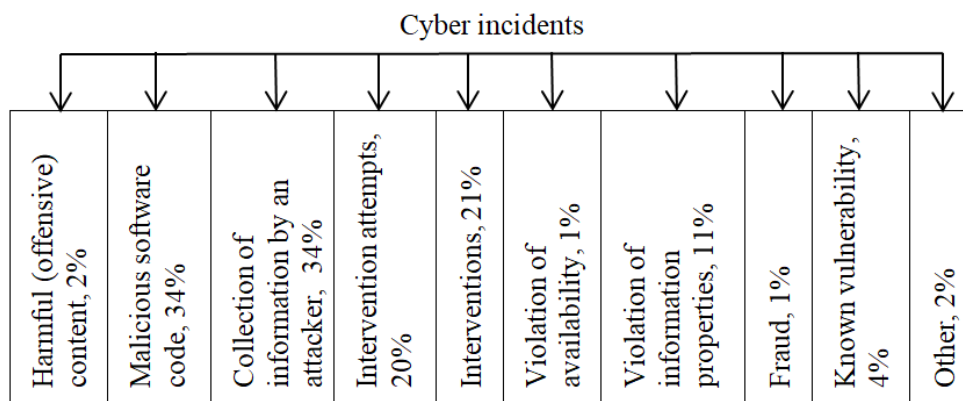 Cyber incidents
Harmful (offensive)
content, 2%
Malicious software
code, 34%
Collection of
information by an
attacker, 34%
Intervention attempts,
20%
Interventions, 21%
Violation of
availability, 1%
Violation of
information
properties, 11%
Fraud, 1%
Known vulnerability,
4%
Other, 2%